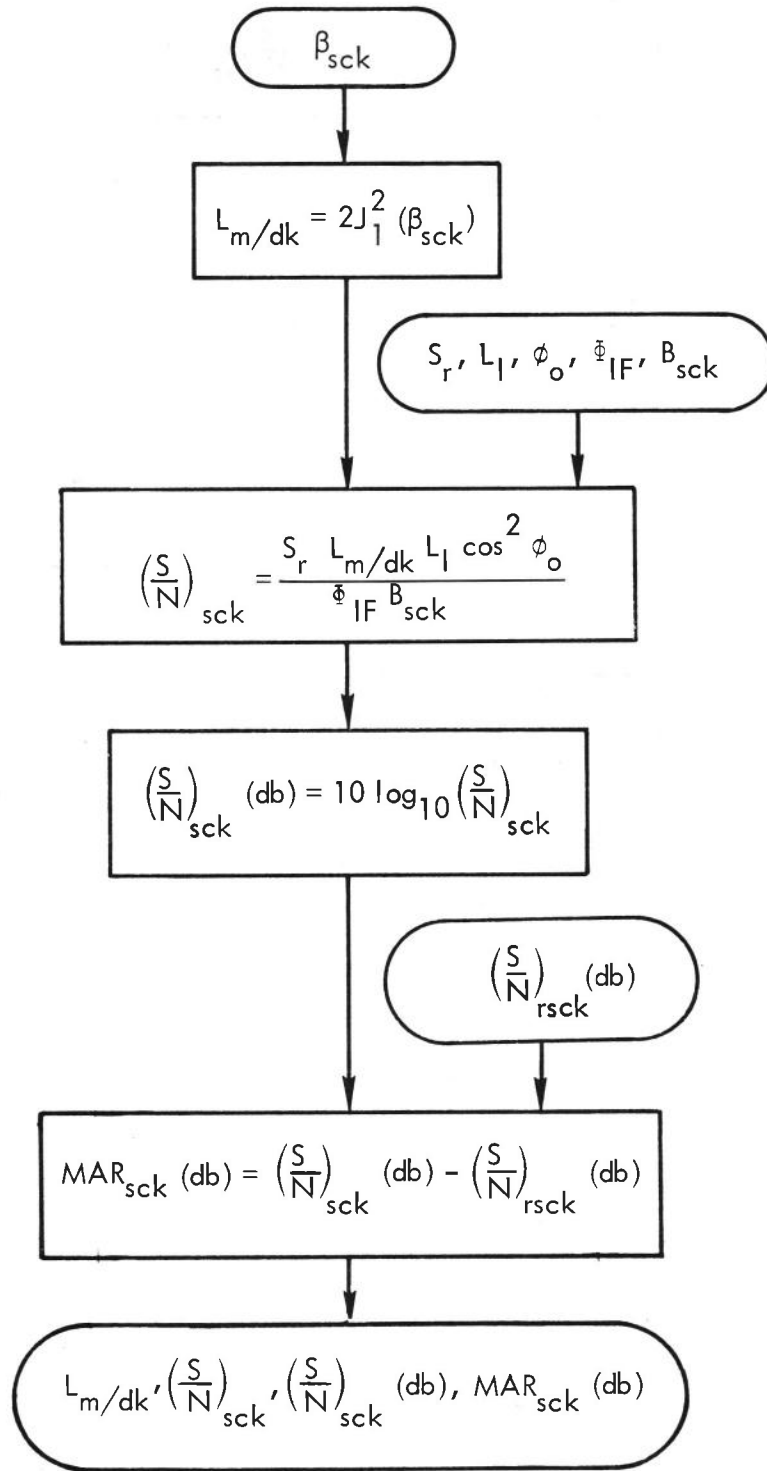 β_sck
L_m/dk = 2J_1^2 (β_sck)
S_r, L_l, φ_o, Φ_IF, B_sck
(S/N)_sck = S_r L_m/dk L_l cos^2 φ_o / Φ_IF B_sck
(S/N)_sck (db) = 10 log_10 (S/N)_sck
(S/N)_rsck (db)
MAR_sck (db) = (S/N)_sck (db) - (S/N)_rsck (db)
L_m/dk, (S/N)_sck, (S/N)_sck (db), MAR_sck (db)